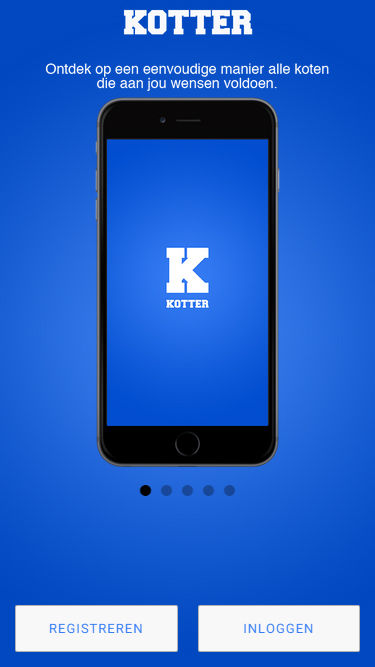 KOTTER
Ontdek op een eenvoudige manier alle koten
die aan jou wensen voldoen.
K
KOTTER
REGISTREREN
INLOGGEN